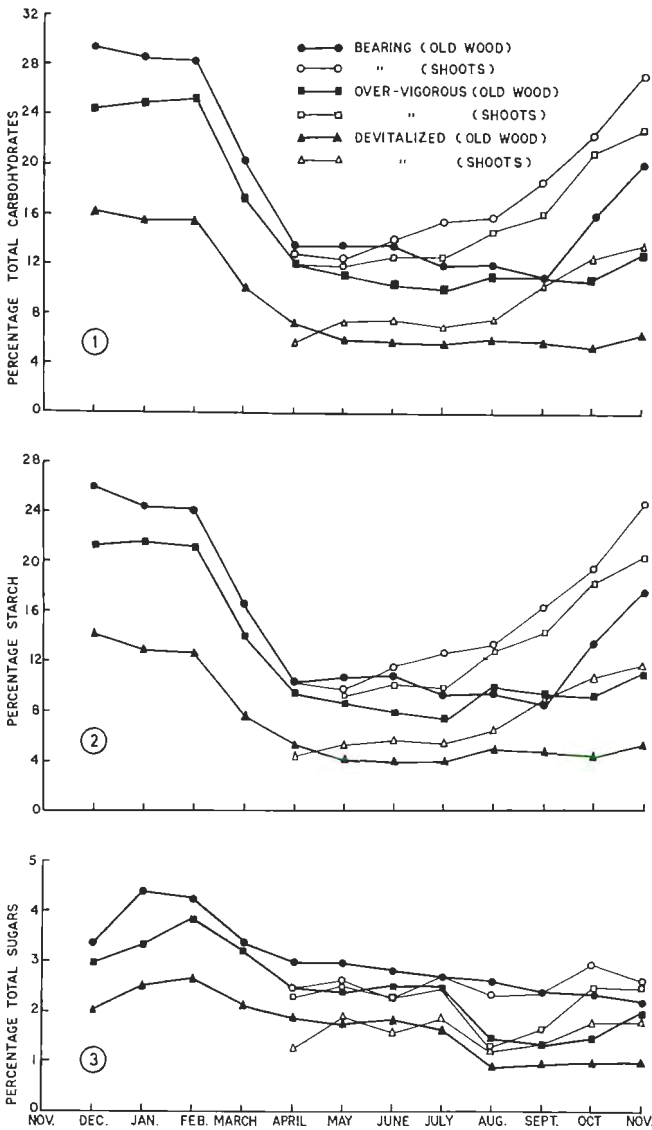 32
28
24
20
16
12
8
4
0
PERCENTAGE TOTAL CARBOHYDRATES
BEARING (OLD WOOD)
" (SHOOTS)
OVER-VIGOROUS (OLD WOOD)
" (SHOOTS)
DEVITALIZED (OLD WOOD)
" (SHOOTS)
1
28
24
20
16
12
8
4
0
PERCENTAGE STARCH
2
5
4
3
2
1
0
PERCENTAGE TOTAL SUGARS
3
NOV. DEC. JAN. FEB. MARCH APRIL MAY JUNE JULY AUG. SEPT. OCT NOV.